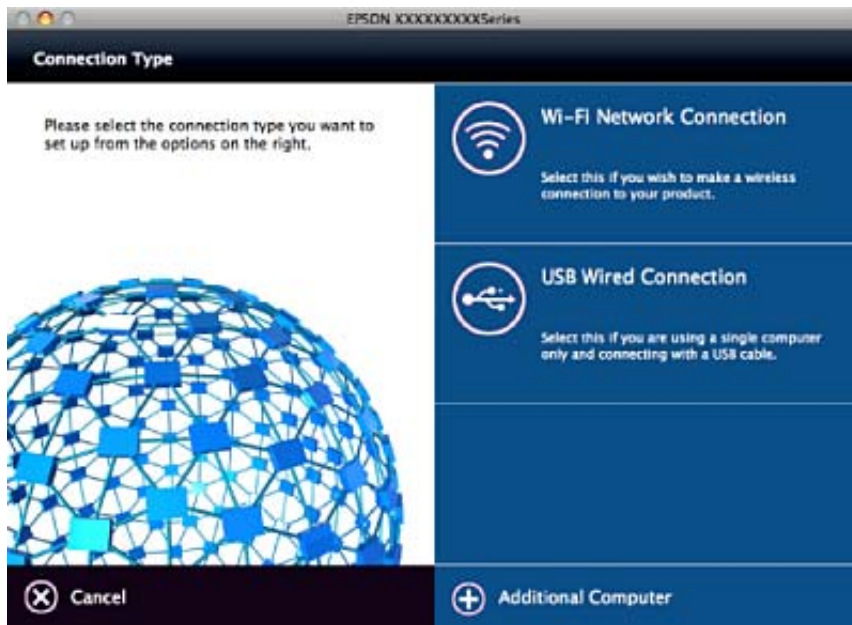 EPSON XXXXXXXXXSeries
Connection Type
Please select the connection type you want to
set up from the options on the right.
Wi-Fi Network Connection
Select this if you wish to make a wireless
connection to your product.
USB Wired Connection
Select this if you are using a single computer
only and connecting with a USB cable.
Cancel
Additional Computer